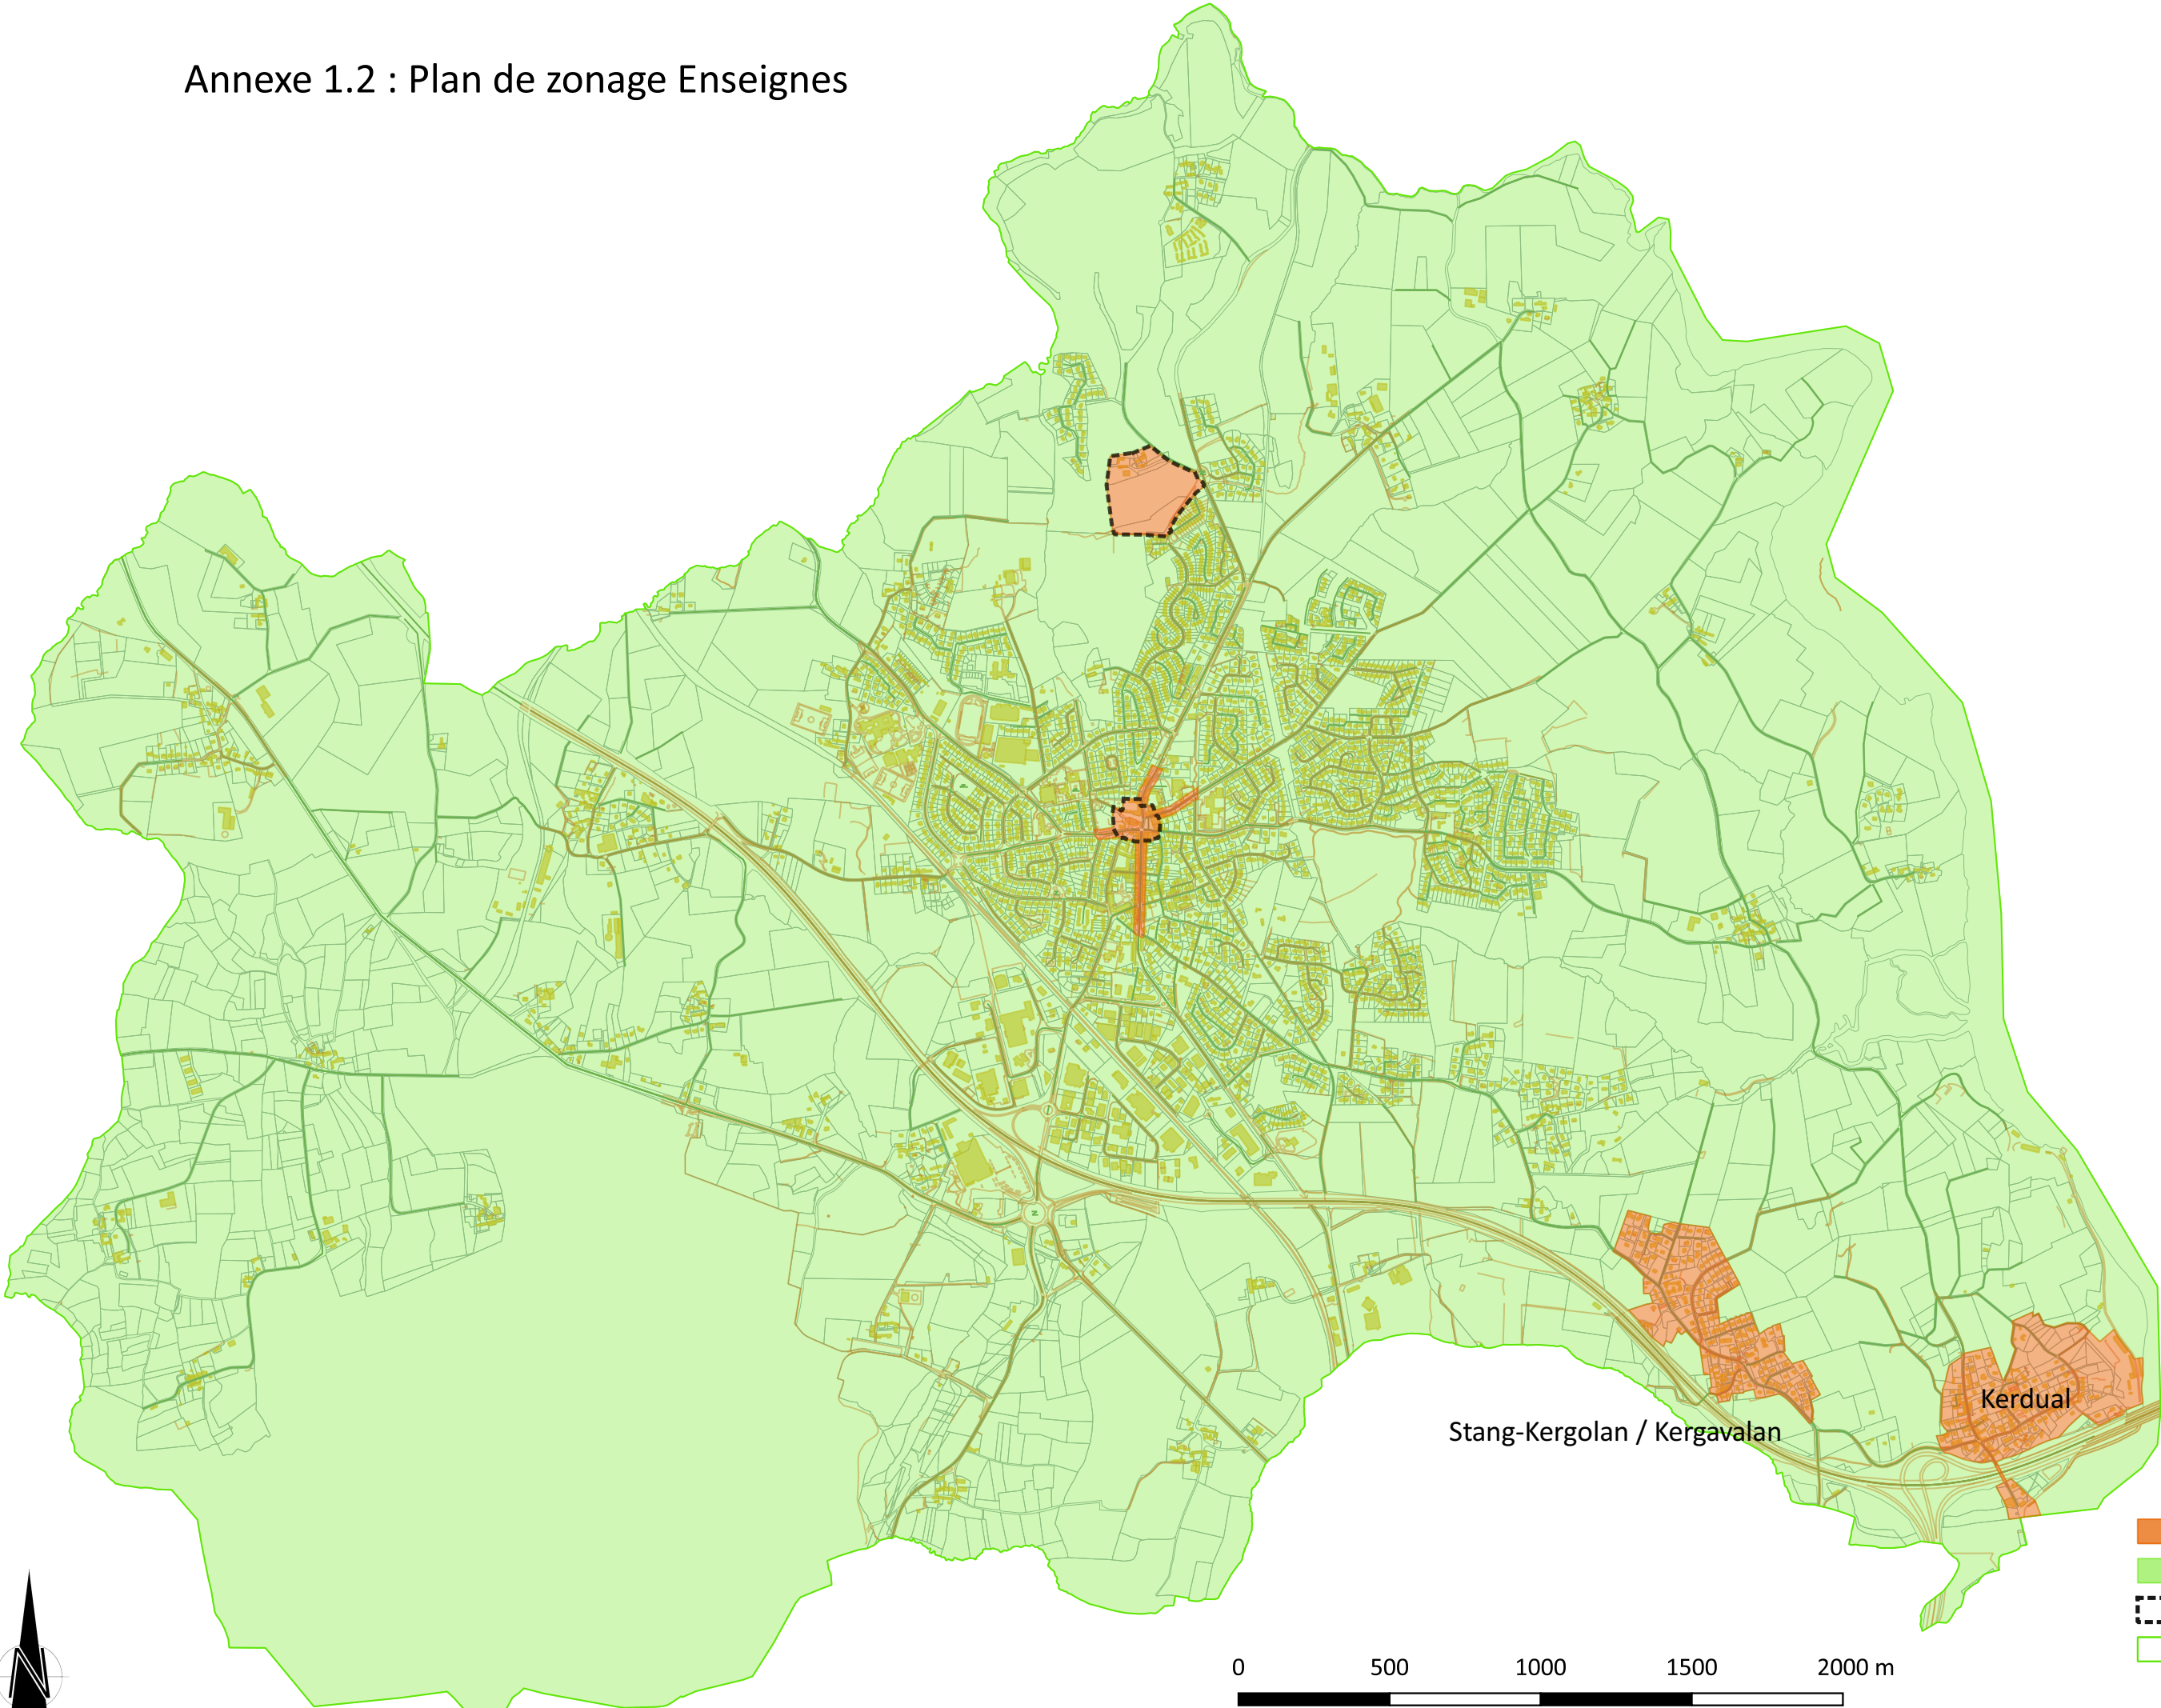 Annexe 1.2 : Plan de zonage Enseignes
Kerdual
Stang-Kergolan / Kergavalan
0 500 1000 1500 2000 m
N